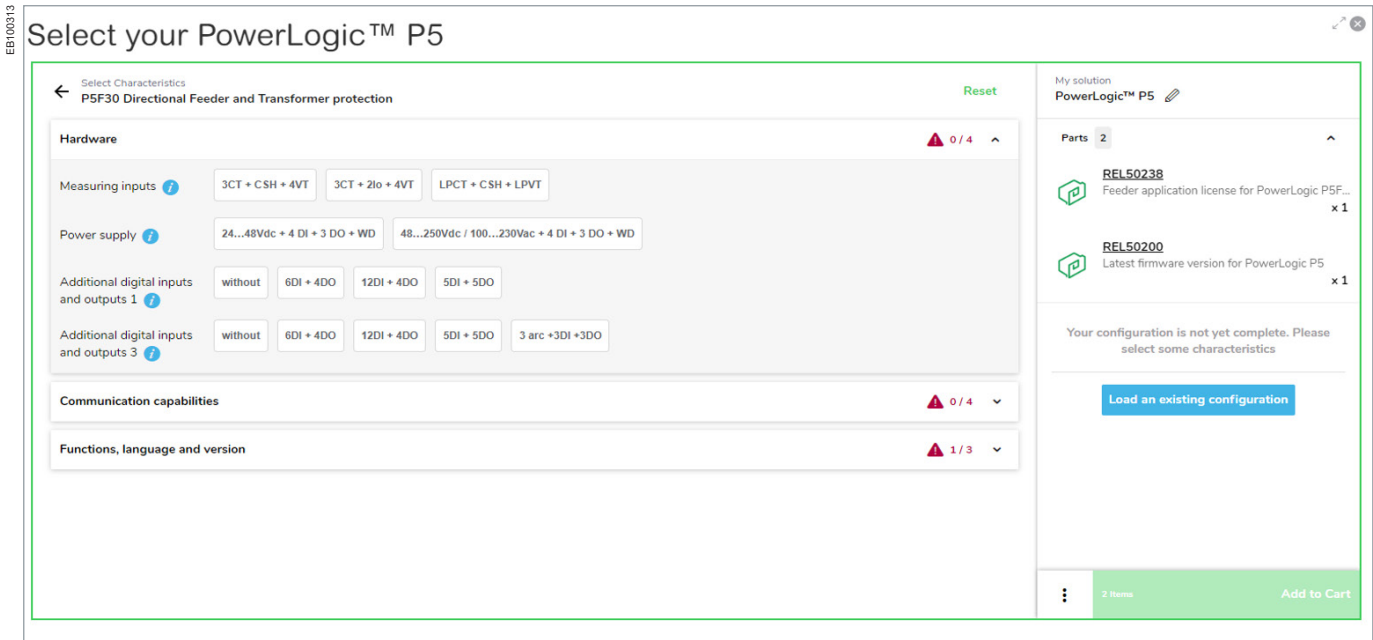 EB100313
Select your PowerLogic™ P5
Select Characteristics
P5F30 Directional Feeder and Transformer protection
Reset
Hardware
0 / 4
Measuring inputs
3CT + CSH + 4VT
3CT + 2Io + 4VT
LPCT + CSH + LPVT
Power supply
24...48Vdc + 4 DI + 3 DO + WD
48...250Vdc / 100...230Vac + 4 DI + 3 DO + WD
Additional digital inputs
and outputs 1
without
6DI + 4DO
12DI + 4DO
5DI + 5DO
Additional digital inputs
and outputs 3
without
6DI + 4DO
12DI + 4DO
5DI + 5DO
3 arc +3DI +3DO
Communication capabilities
0 / 4
Functions, language and version
1 / 3
My solution
PowerLogic™ P5
Parts 2
REL50238
Feeder application license for PowerLogic P5F...
x 1
REL50200
Latest firmware version for PowerLogic P5
x 1
Your configuration is not yet complete. Please
select some characteristics
Load an existing configuration
2 Items
Add to Cart